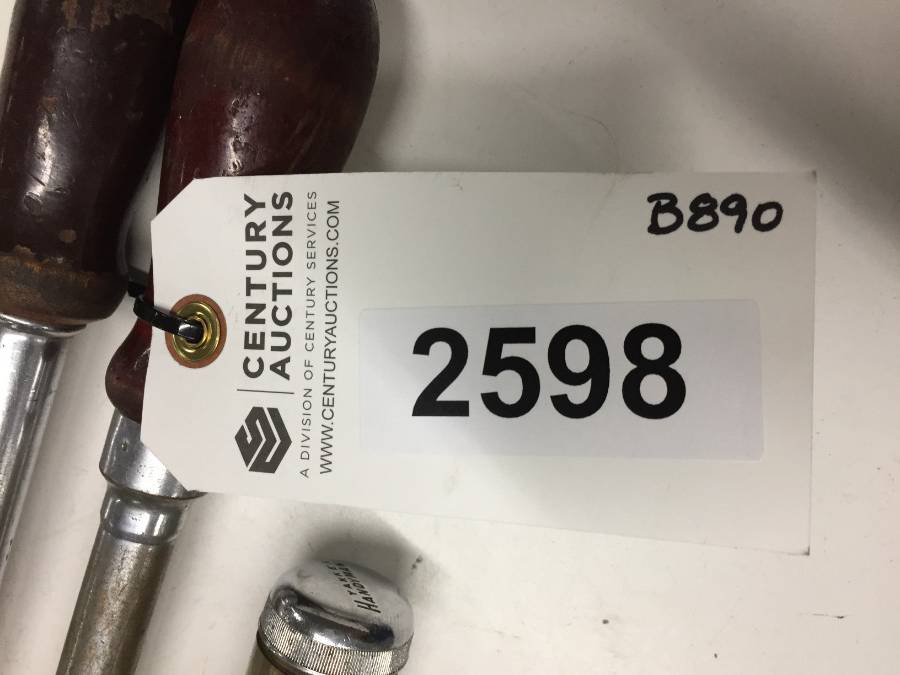 B890
2598
CENTURY
AUCTIONS
A DIVISION OF CENTURY SERVICES
WWW.CENTURYAUCTIONS.COM
YANKEE
HANDYMAN